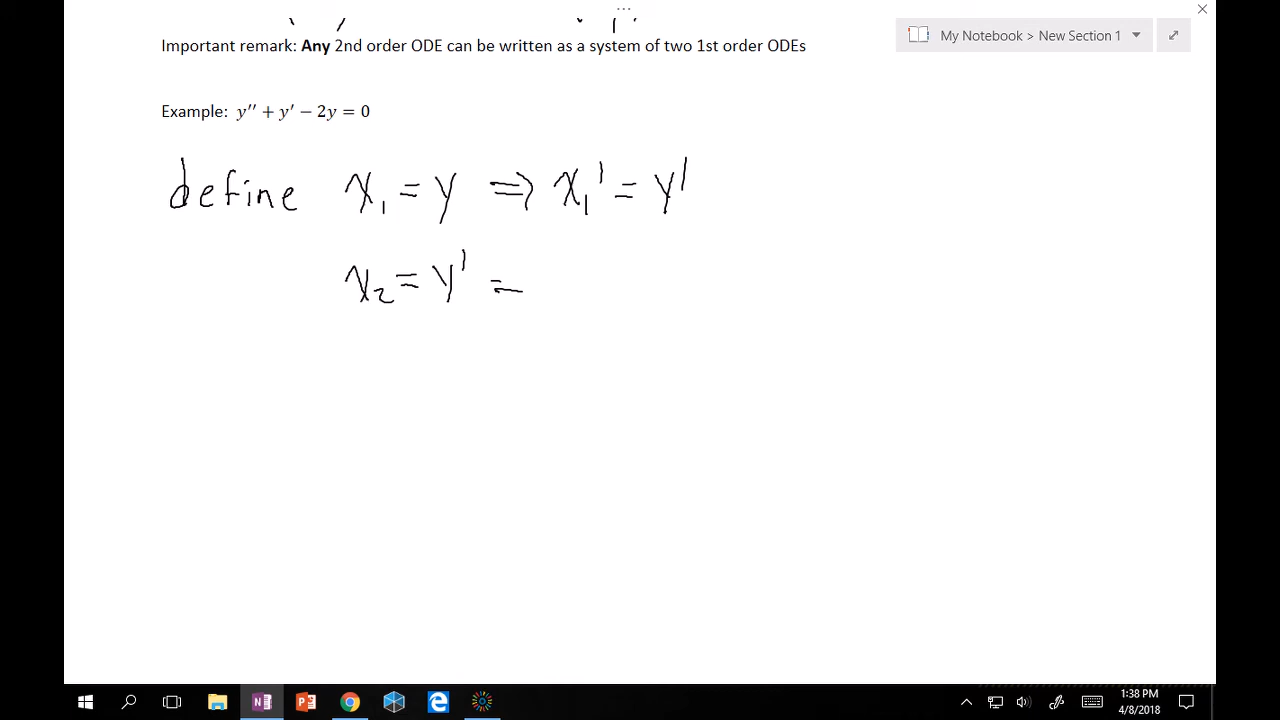 My Notebook > New Section 1
Important remark: Any 2nd order ODE can be written as a system of two 1st order ODEs
Example: y′′ + y′ − 2y = 0
define x₁ = y ⟹ x₁' = y'
x₂ = y' =
1:38 PM
4/8/2018